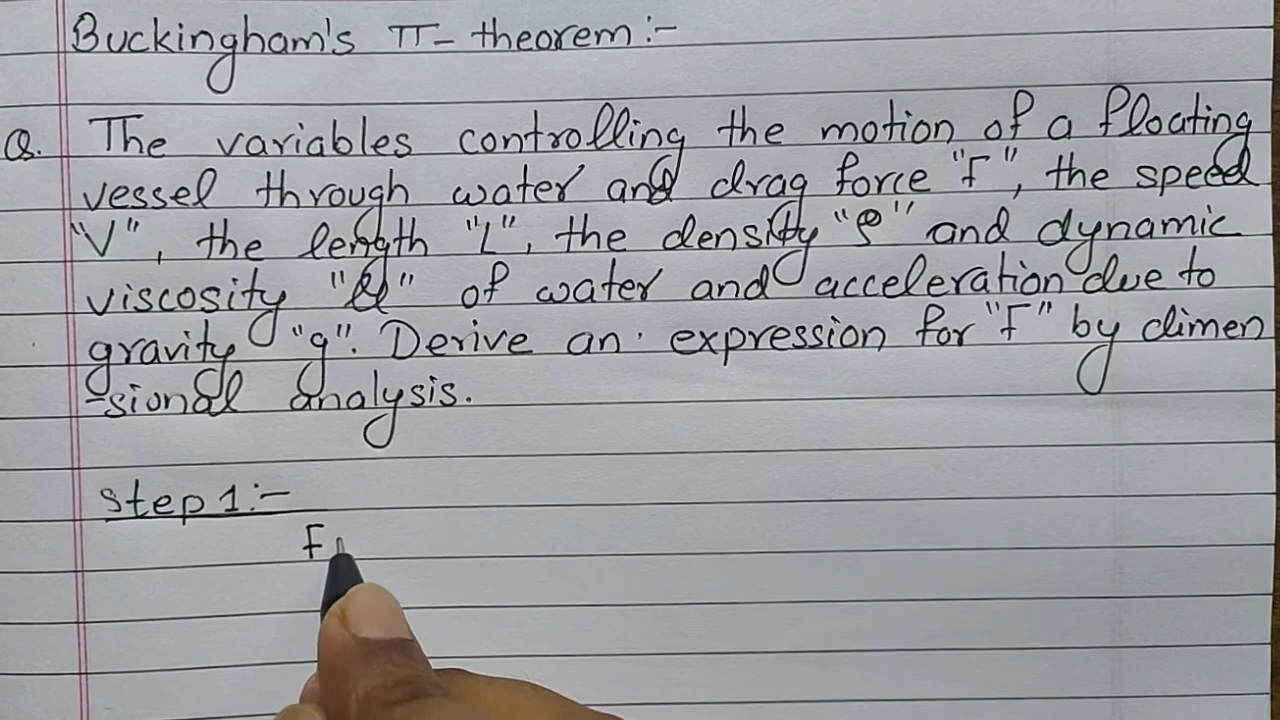 Buckingham's π- theorem:-
Q. The variables controlling the motion of a floating
vessel through water and drag force "F", the speed
"V", the length "L", the density "ρ" and dynamic
viscosity "μ" of water and acceleration due to
gravity "g". Derive an expression for "F" by dimen
-sional analysis.
Step 1:-
F